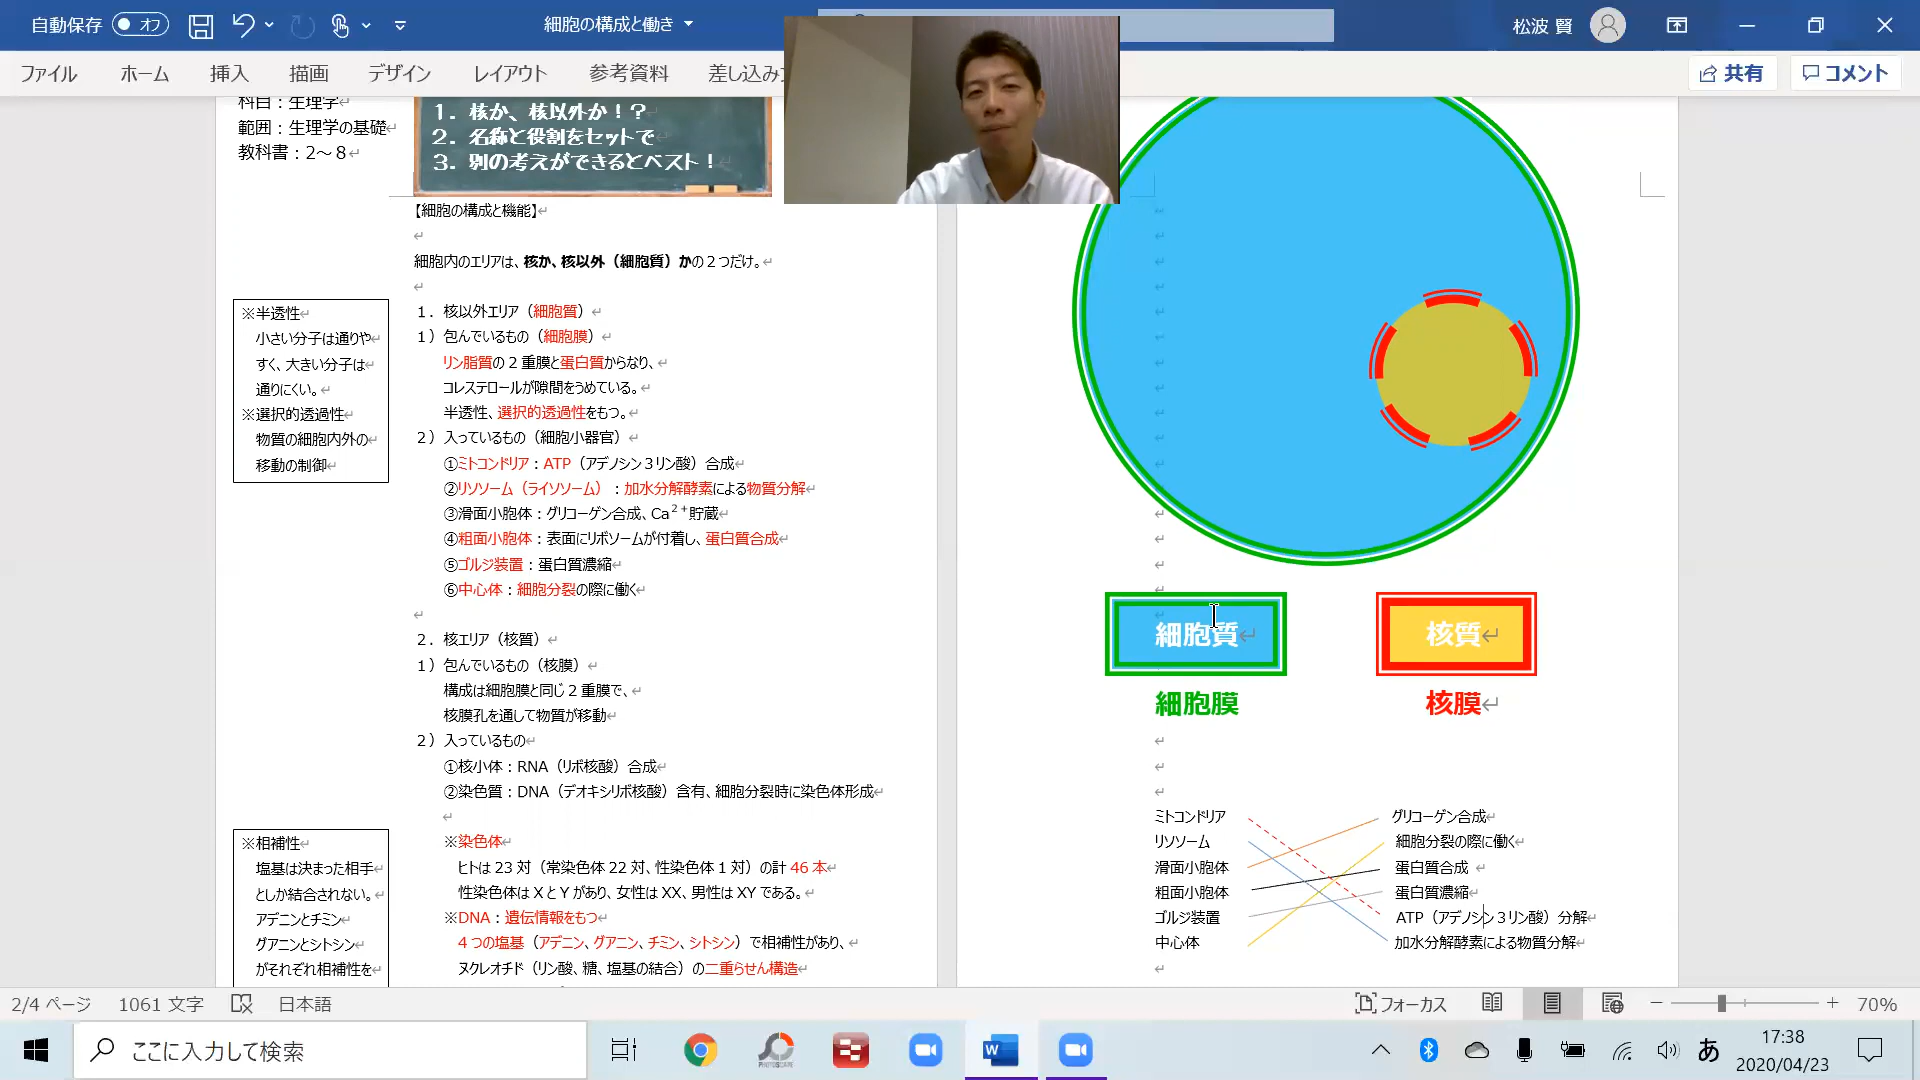 自動保存 オフ
細胞の構成と働き
松波 賢
ファイル ホーム 挿入 描画 デザイン レイアウト 参考資料 差し込み
共有 コメント
科目：生理学
範囲：生理学の基礎
教科書：2～8
1．核か、核以外か！？
2．名称と役割をセットで
3．別の考えができるとベスト！
【細胞の構成と機能】
細胞内のエリアは、核か、核以外（細胞質）かの２つだけ。
※半透性
小さい分子は通りや
すく、大きい分子は
通りにくい。
※選択的透過性
物質の細胞内外の
移動の制御
1．核以外エリア（細胞質）
1）包んでいるもの（細胞膜）
リン脂質の２重膜と蛋白質からなり、
コレステロールが隙間をうめている。
半透性、選択的透過性をもつ。
2）入っているもの（細胞小器官）
①ミトコンドリア：ATP（アデノシン３リン酸）合成
②リソソーム（ライソソーム）：加水分解酵素による物質分解
③滑面小胞体：グリコーゲン合成、Ca²⁺貯蔵
④粗面小胞体：表面にリボソームが付着し、蛋白質合成
⑤ゴルジ装置：蛋白質濃縮
⑥中心体：細胞分裂の際に働く
2．核エリア（核質）
1）包んでいるもの（核膜）
構成は細胞膜と同じ２重膜で、
核膜孔を通して物質が移動
2）入っているもの
①核小体：RNA（リボ核酸）合成
②染色質：DNA（デオキシリボ核酸）含有、細胞分裂時に染色体形成
※相補性
塩基は決まった相手
としか結合されない。
アデニンとチミン
グアニンとシトシン
がそれぞれ相補性を
※染色体
ヒトは 23 対（常染色体 22 対、性染色体 1 対）の計 46 本
性染色体は X と Y があり、女性は XX、男性は XY である。
※DNA：遺伝情報をもつ
4 つの塩基（アデニン、グアニン、チミン、シトシン）で相補性があり、
ヌクレオチド（リン酸、糖、塩基の結合）の二重らせん構造
細胞質 核質
細胞膜 核膜
ミトコンドリア グリコーゲン合成
リソソーム 細胞分裂の際に働く
滑面小胞体 蛋白質合成
粗面小胞体 蛋白質濃縮
ゴルジ装置 ATP（アデノシン３リン酸）分解
中心体 加水分解酵素による物質分解
2/4 ページ 1061 文字 日本語 フォーカス 70%
ここに入力して検索
あ
17:38
2020/04/23